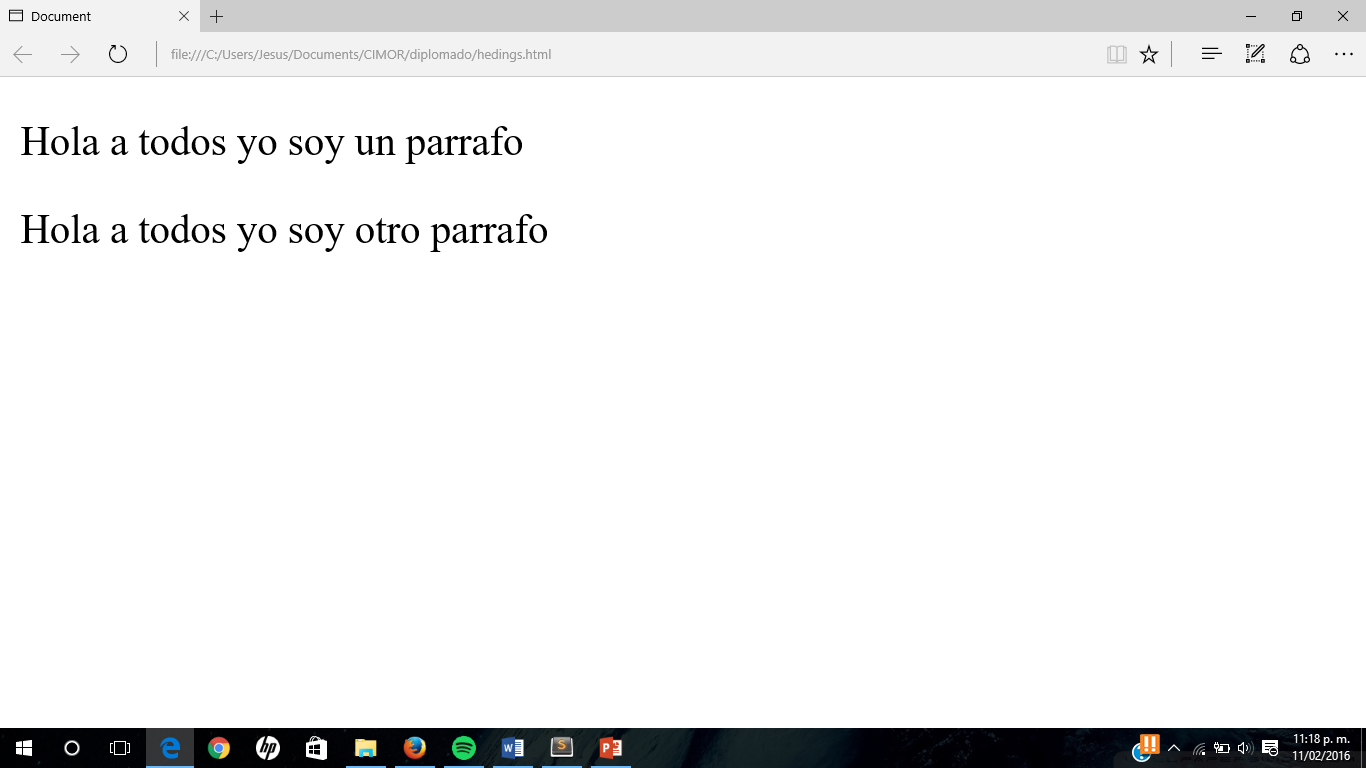 Document
file:///C:/Users/Jesus/Documents/CIMOR/diplomado/hedings.html
Hola a todos yo soy un parrafo
Hola a todos yo soy otro parrafo
11:18 p. m.
11/02/2016